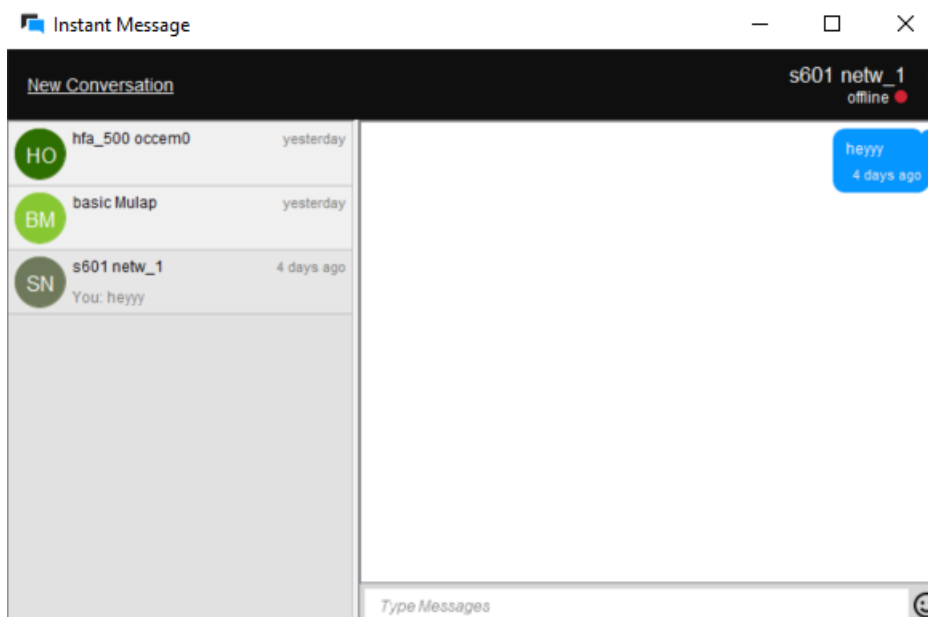 Instant Message
New Conversation
s601 netw_1
offline
HO
hfa_500 occem0
yesterday
BM
basic Mulap
yesterday
SN
s601 netw_1
4 days ago
You: heyyy
heyyy
4 days ago
Type Messages